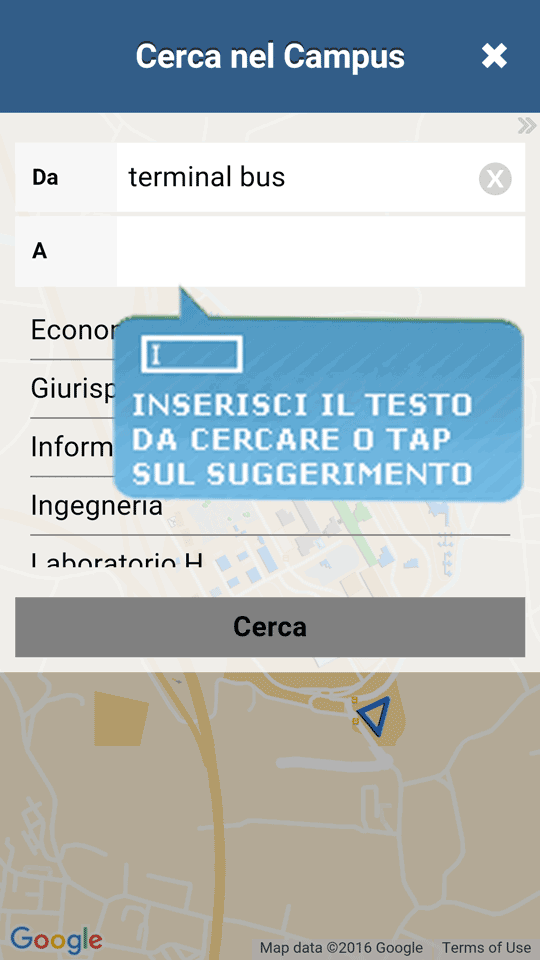 Cerca nel Campus
Da
terminal bus
A
Econo
Giurisp
Inform
Ingegneria
Laboratorio H
INSERISCI IL TESTO
DA CERCARE O TAP
SUL SUGGERIMENTO
Cerca
Google
Map data ©2016 Google
Terms of Use